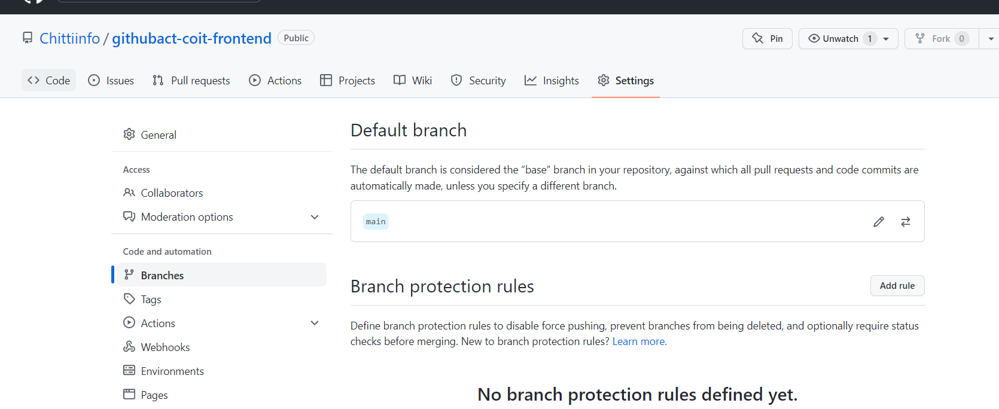 Chittiinfo / githubact-coit-frontend Public
Pin
Unwatch 1
Fork 0
Code
Issues
Pull requests
Actions
Projects
Wiki
Security
Insights
Settings
General
Access
Collaborators
Moderation options
Code and automation
Branches
Tags
Actions
Webhooks
Environments
Pages
Default branch
The default branch is considered the “base” branch in your repository, against which all pull requests and code commits are
automatically made, unless you specify a different branch.
main
Branch protection rules
Add rule
Define branch protection rules to disable force pushing, prevent branches from being deleted, and optionally require status
checks before merging. New to branch protection rules? Learn more.
No branch protection rules defined yet.